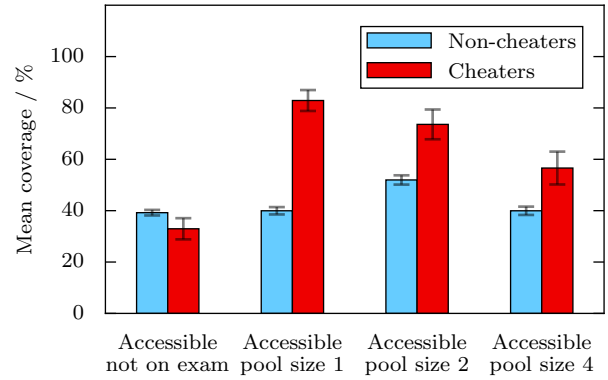 Mean coverage / %
100
80
60
40
20
0
Non-cheaters
Cheaters
Accessible not on exam
Accessible pool size 1
Accessible pool size 2
Accessible pool size 4